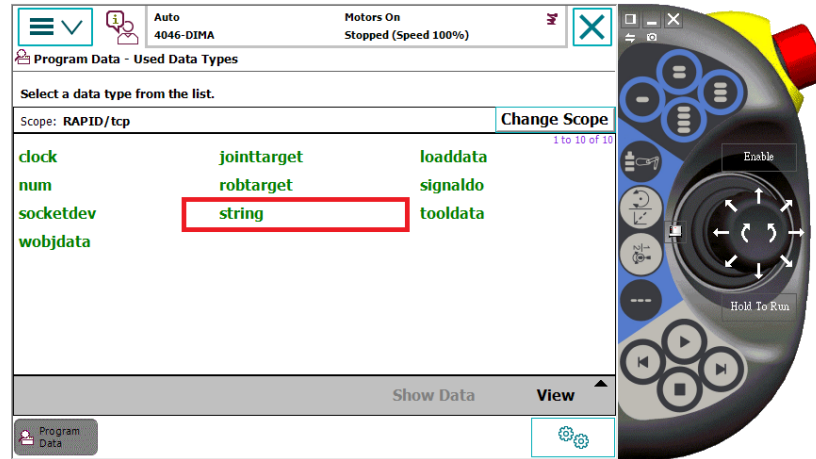 Auto
4046-DIMA
Motors On
Stopped (Speed 100%)
Program Data - Used Data Types
Select a data type from the list.
Scope: RAPID/tcp
Change Scope
1 to 10 of 10
clock jointtarget loaddata
num robtarget signaldo
socketdev string tooldata
wobjdata
Show Data View
Program
Data
Enable
Hold To Run